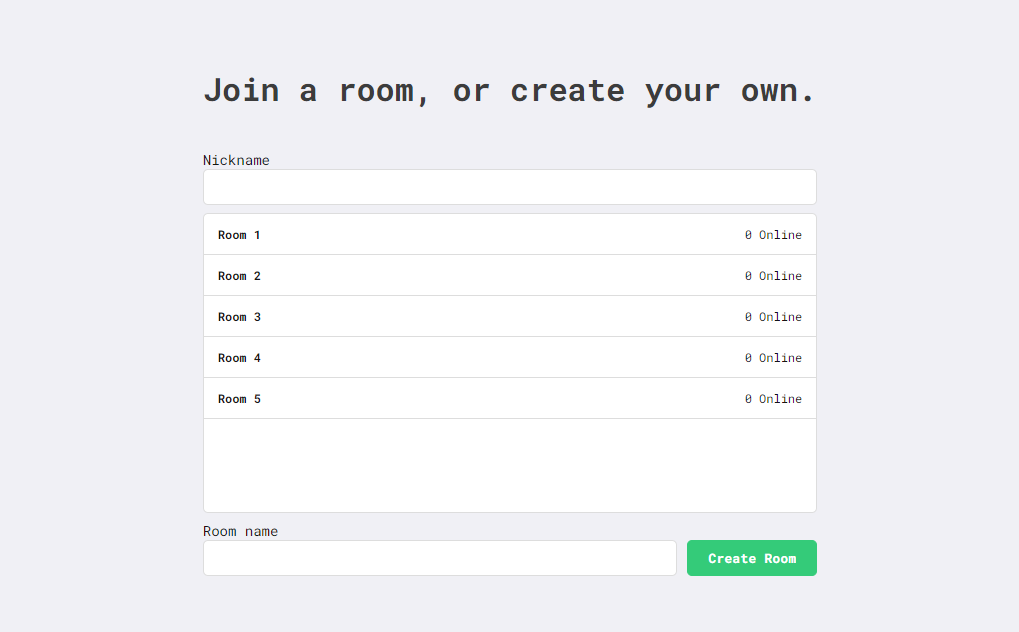 Join a room, or create your own.
Nickname
Room 1 0 Online
Room 2 0 Online
Room 3 0 Online
Room 4 0 Online
Room 5 0 Online
Room name
Create Room